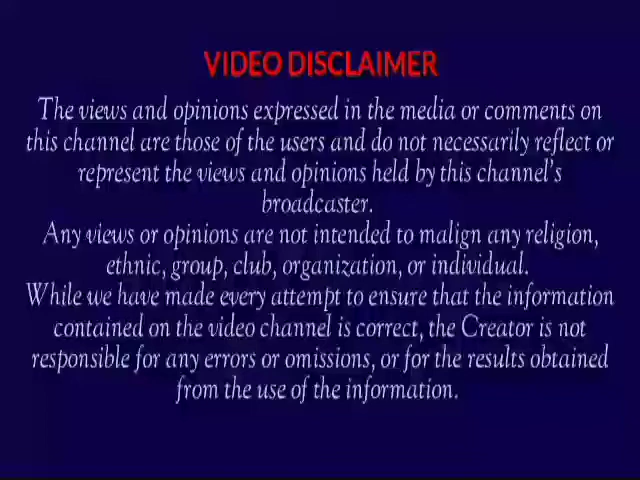 VIDEO DISCLAIMER
The views and opinions expressed in the media or comments on
this channel are those of the users and do not necessarily reflect or
represent the views and opinions held by this channel's
broadcaster.
Any views or opinions are not intended to malign any religion,
ethnic, group, club, organization, or individual.
While we have made every attempt to ensure that the information
contained on the video channel is correct, the Creator is not
responsible for any errors or omissions, or for the results obtained
from the use of the information.